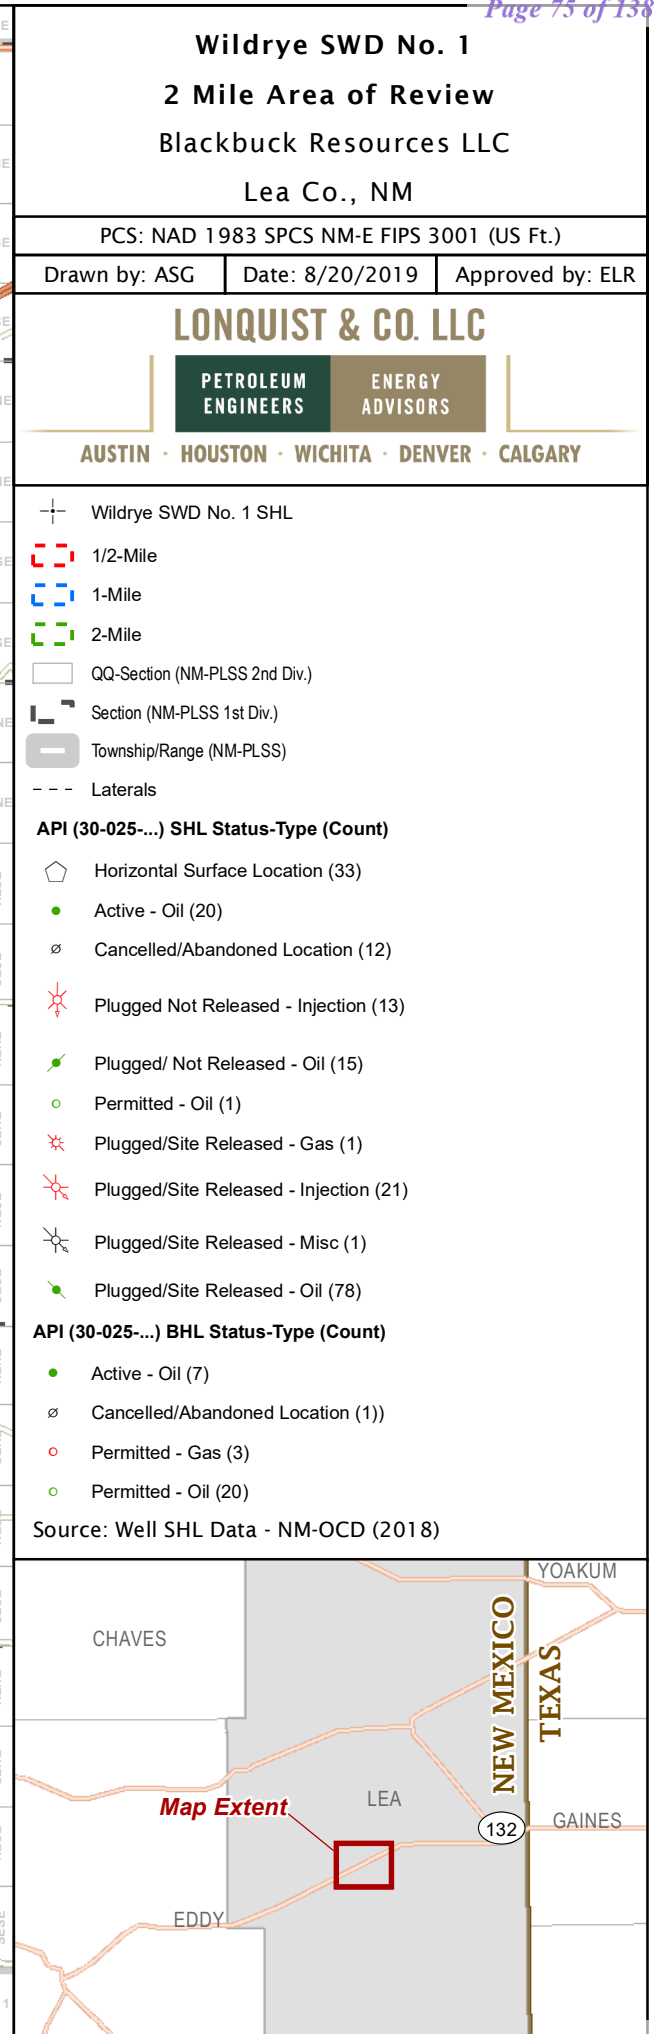 Page 75 of 138
Wildrye SWD No. 1
2 Mile Area of Review
Blackbuck Resources LLC
Lea Co., NM
PCS: NAD 1983 SPCS NM-E FIPS 3001 (US Ft.)
Drawn by: ASG Date: 8/20/2019 Approved by: ELR
LONQUIST & CO. LLC
PETROLEUM ENGINEERS
ENERGY ADVISORS
AUSTIN · HOUSTON · WICHITA · DENVER · CALGARY
Wildrye SWD No. 1 SHL
1/2-Mile
1-Mile
2-Mile
QQ-Section (NM-PLSS 2nd Div.)
Section (NM-PLSS 1st Div.)
Township/Range (NM-PLSS)
Laterals
API (30-025-...) SHL Status-Type (Count)
Horizontal Surface Location (33)
Active - Oil (20)
Cancelled/Abandoned Location (12)
Plugged Not Released - Injection (13)
Plugged/ Not Released - Oil (15)
Permitted - Oil (1)
Plugged/Site Released - Gas (1)
Plugged/Site Released - Injection (21)
Plugged/Site Released - Misc (1)
Plugged/Site Released - Oil (78)
API (30-025-...) BHL Status-Type (Count)
Active - Oil (7)
Cancelled/Abandoned Location (1))
Permitted - Gas (3)
Permitted - Oil (20)
Source: Well SHL Data - NM-OCD (2018)
YOAKUM
CHAVES
NEW MEXICO
TEXAS
LEA
Map Extent
132
GAINES
EDDY